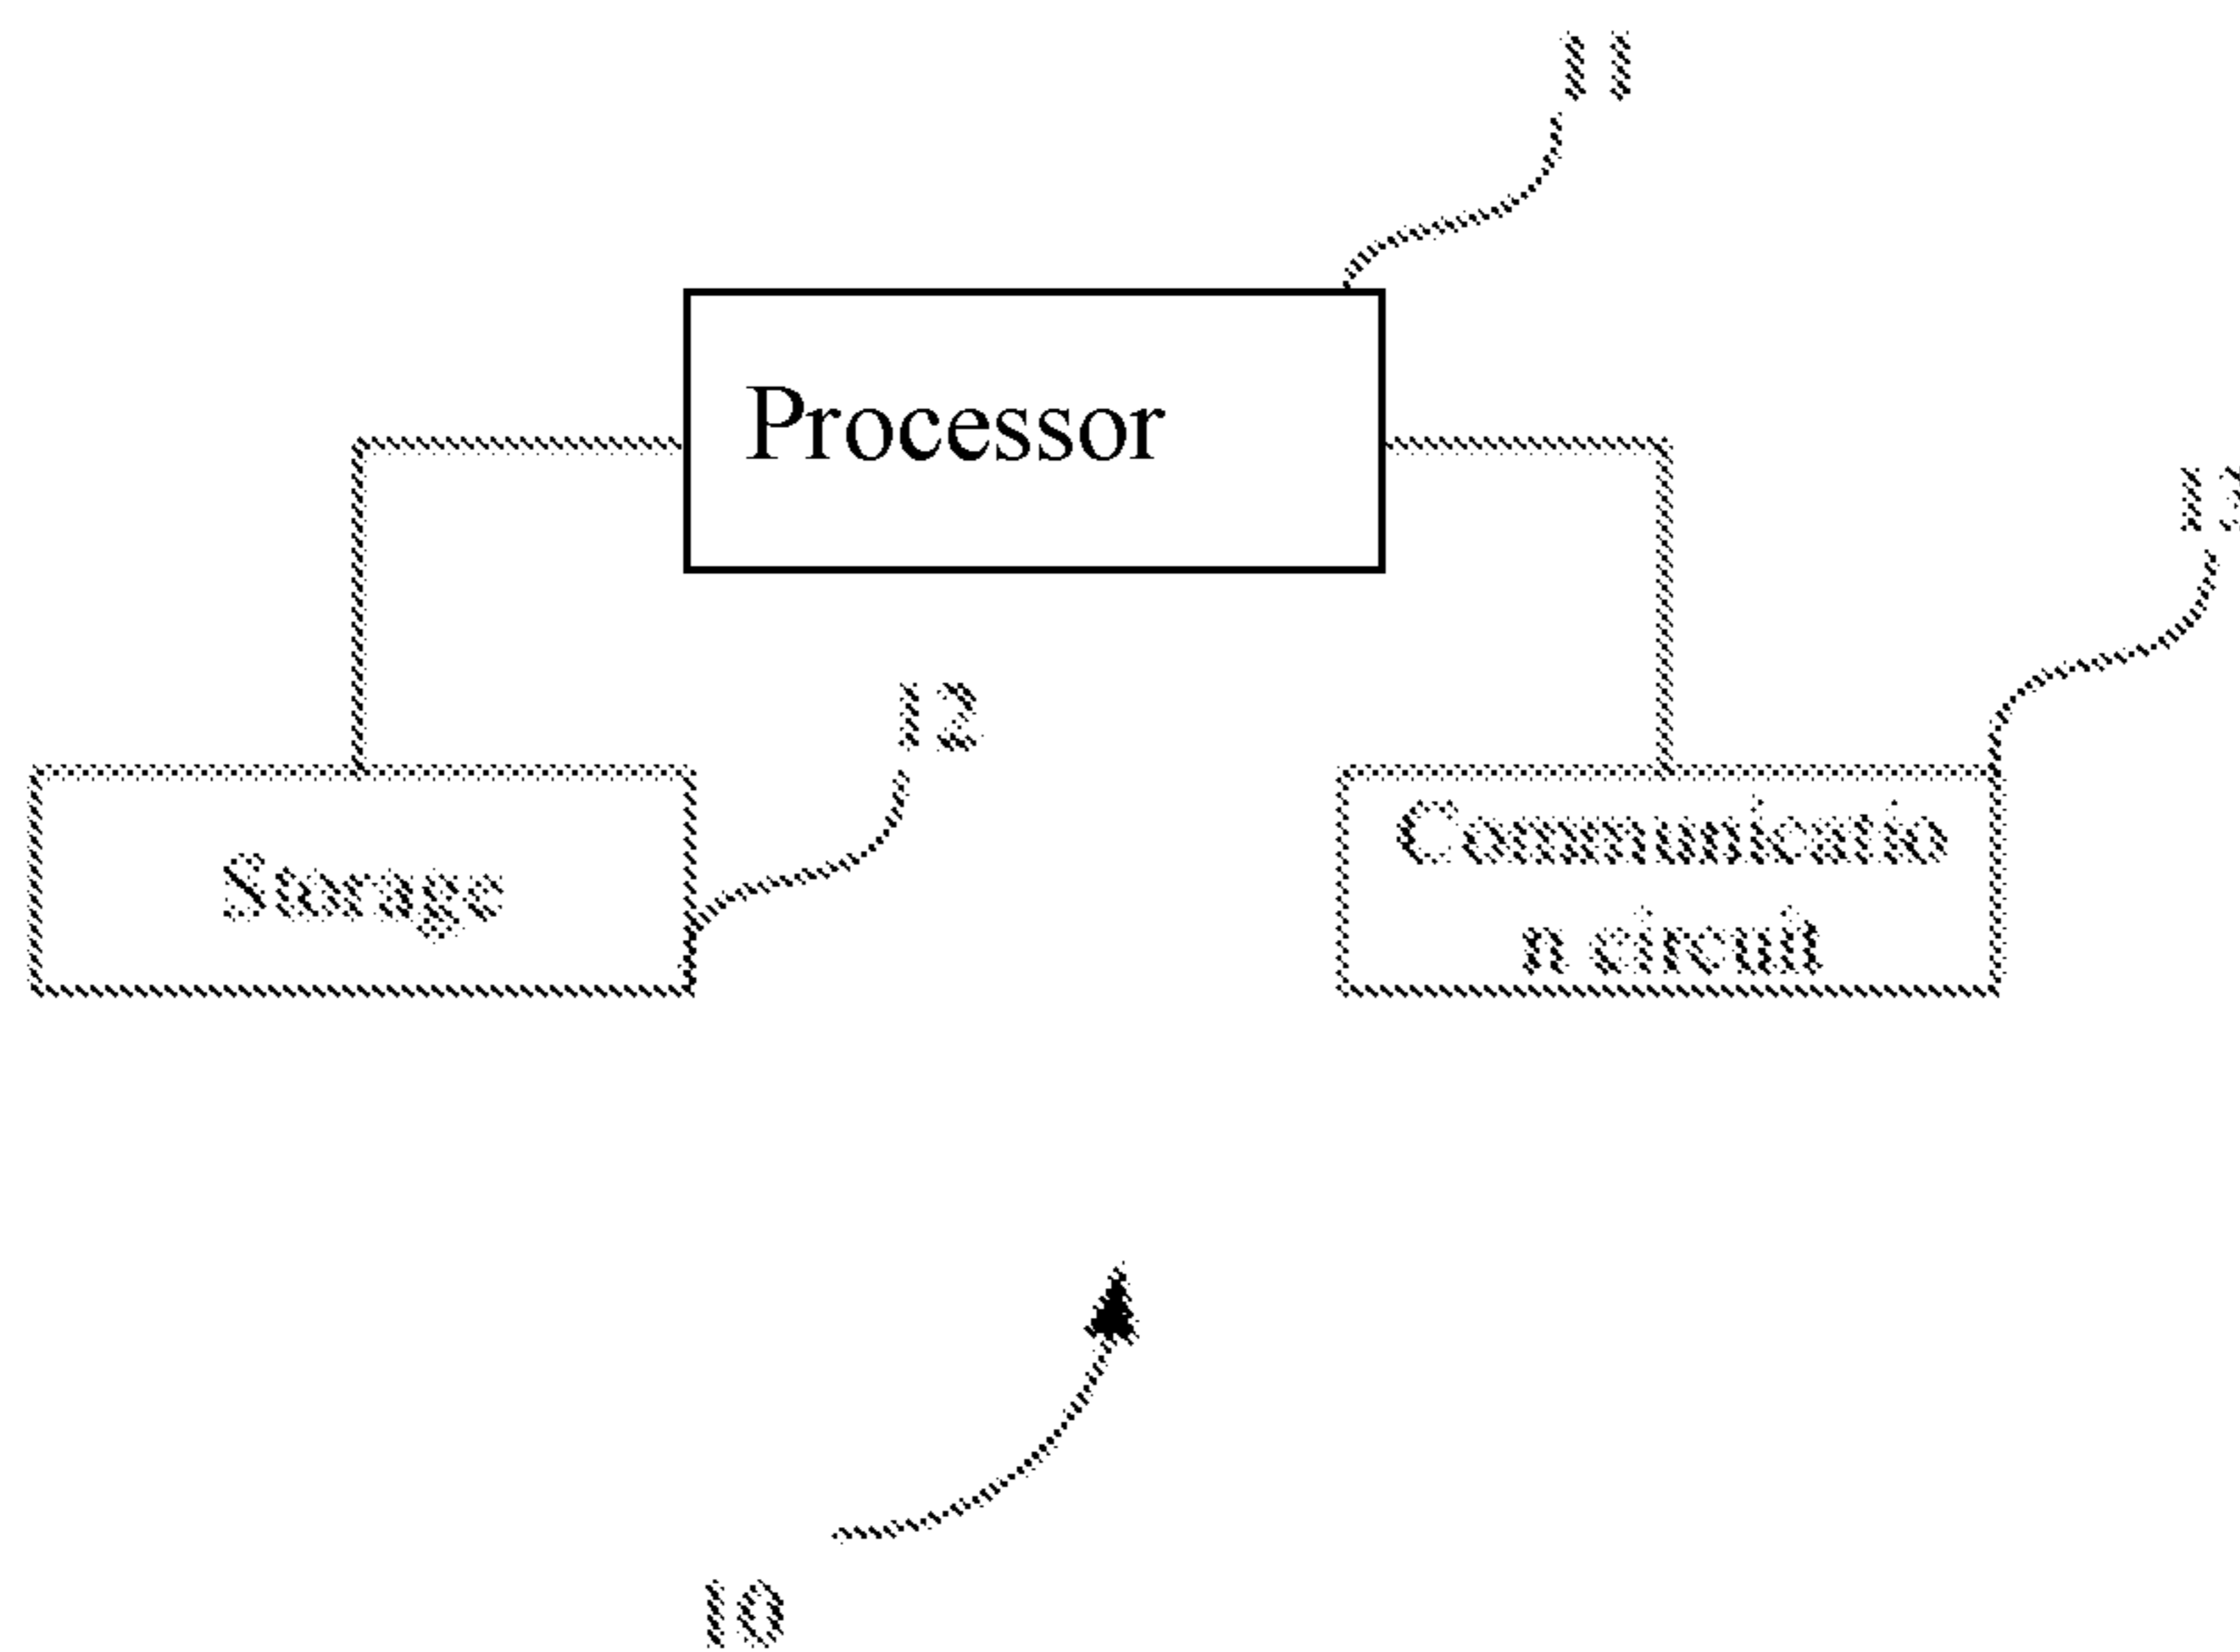 11
Processor
13
12
Storage
Communicatio
n circuit
10